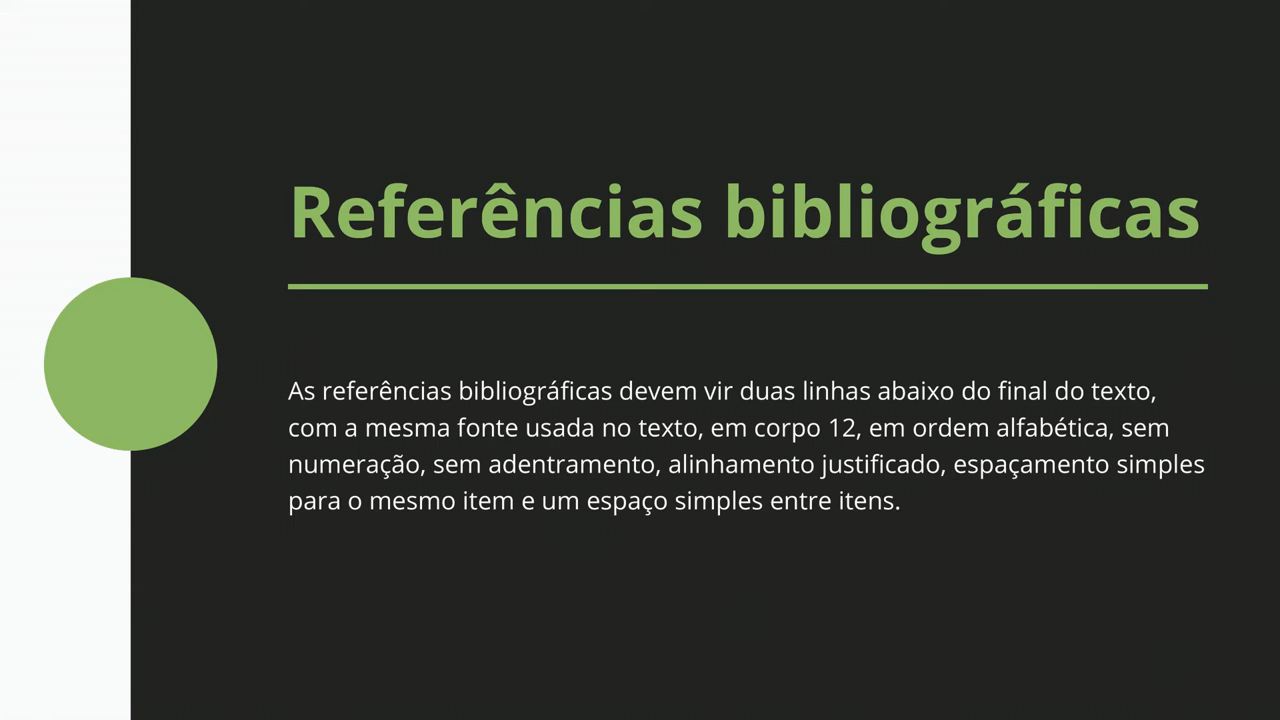 Referências bibliográficas
As referências bibliográficas devem vir duas linhas abaixo do final do texto,
com a mesma fonte usada no texto, em corpo 12, em ordem alfabética, sem
numeração, sem adentramento, alinhamento justificado, espaçamento simples
para o mesmo item e um espaço simples entre itens.